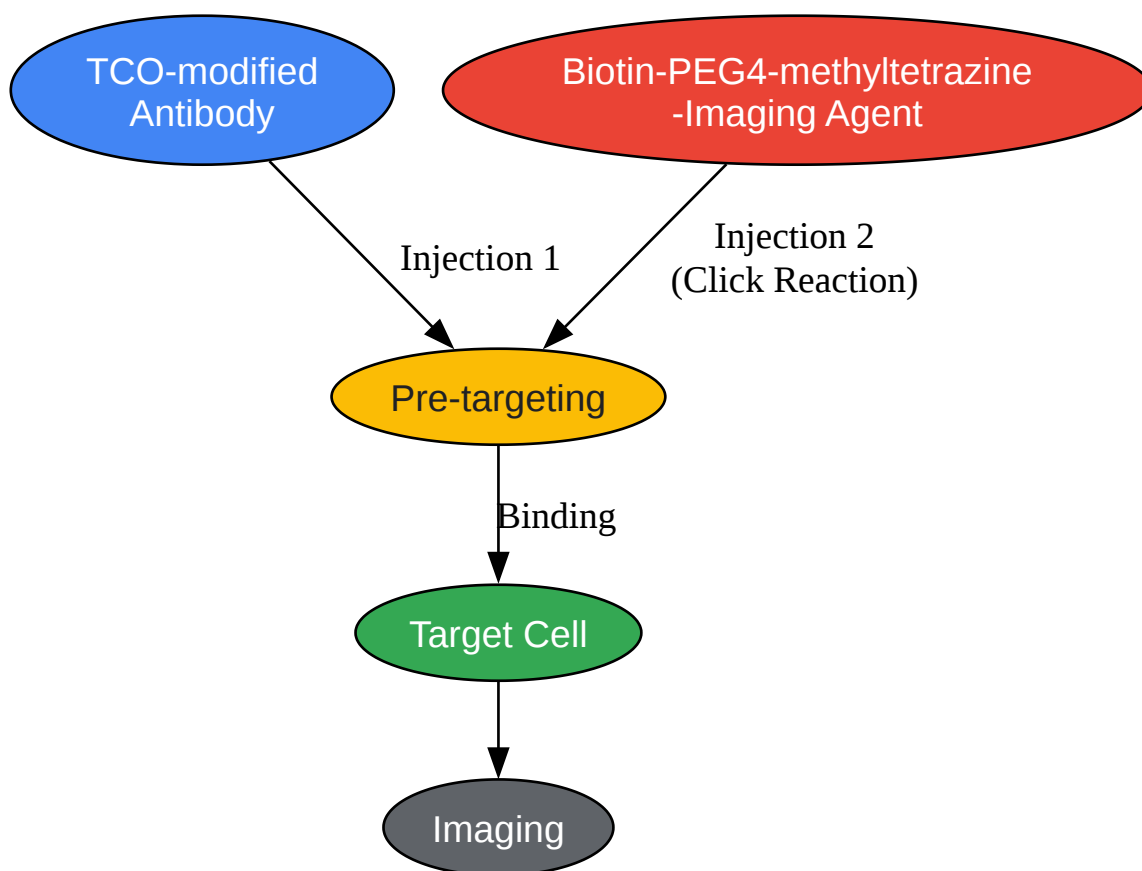 TCO-modified
Antibody
Biotin-PEG4-methyltetrazine
-Imaging Agent
Injection 1
Injection 2
(Click Reaction)
Pre-targeting
Binding
Target Cell
Imaging